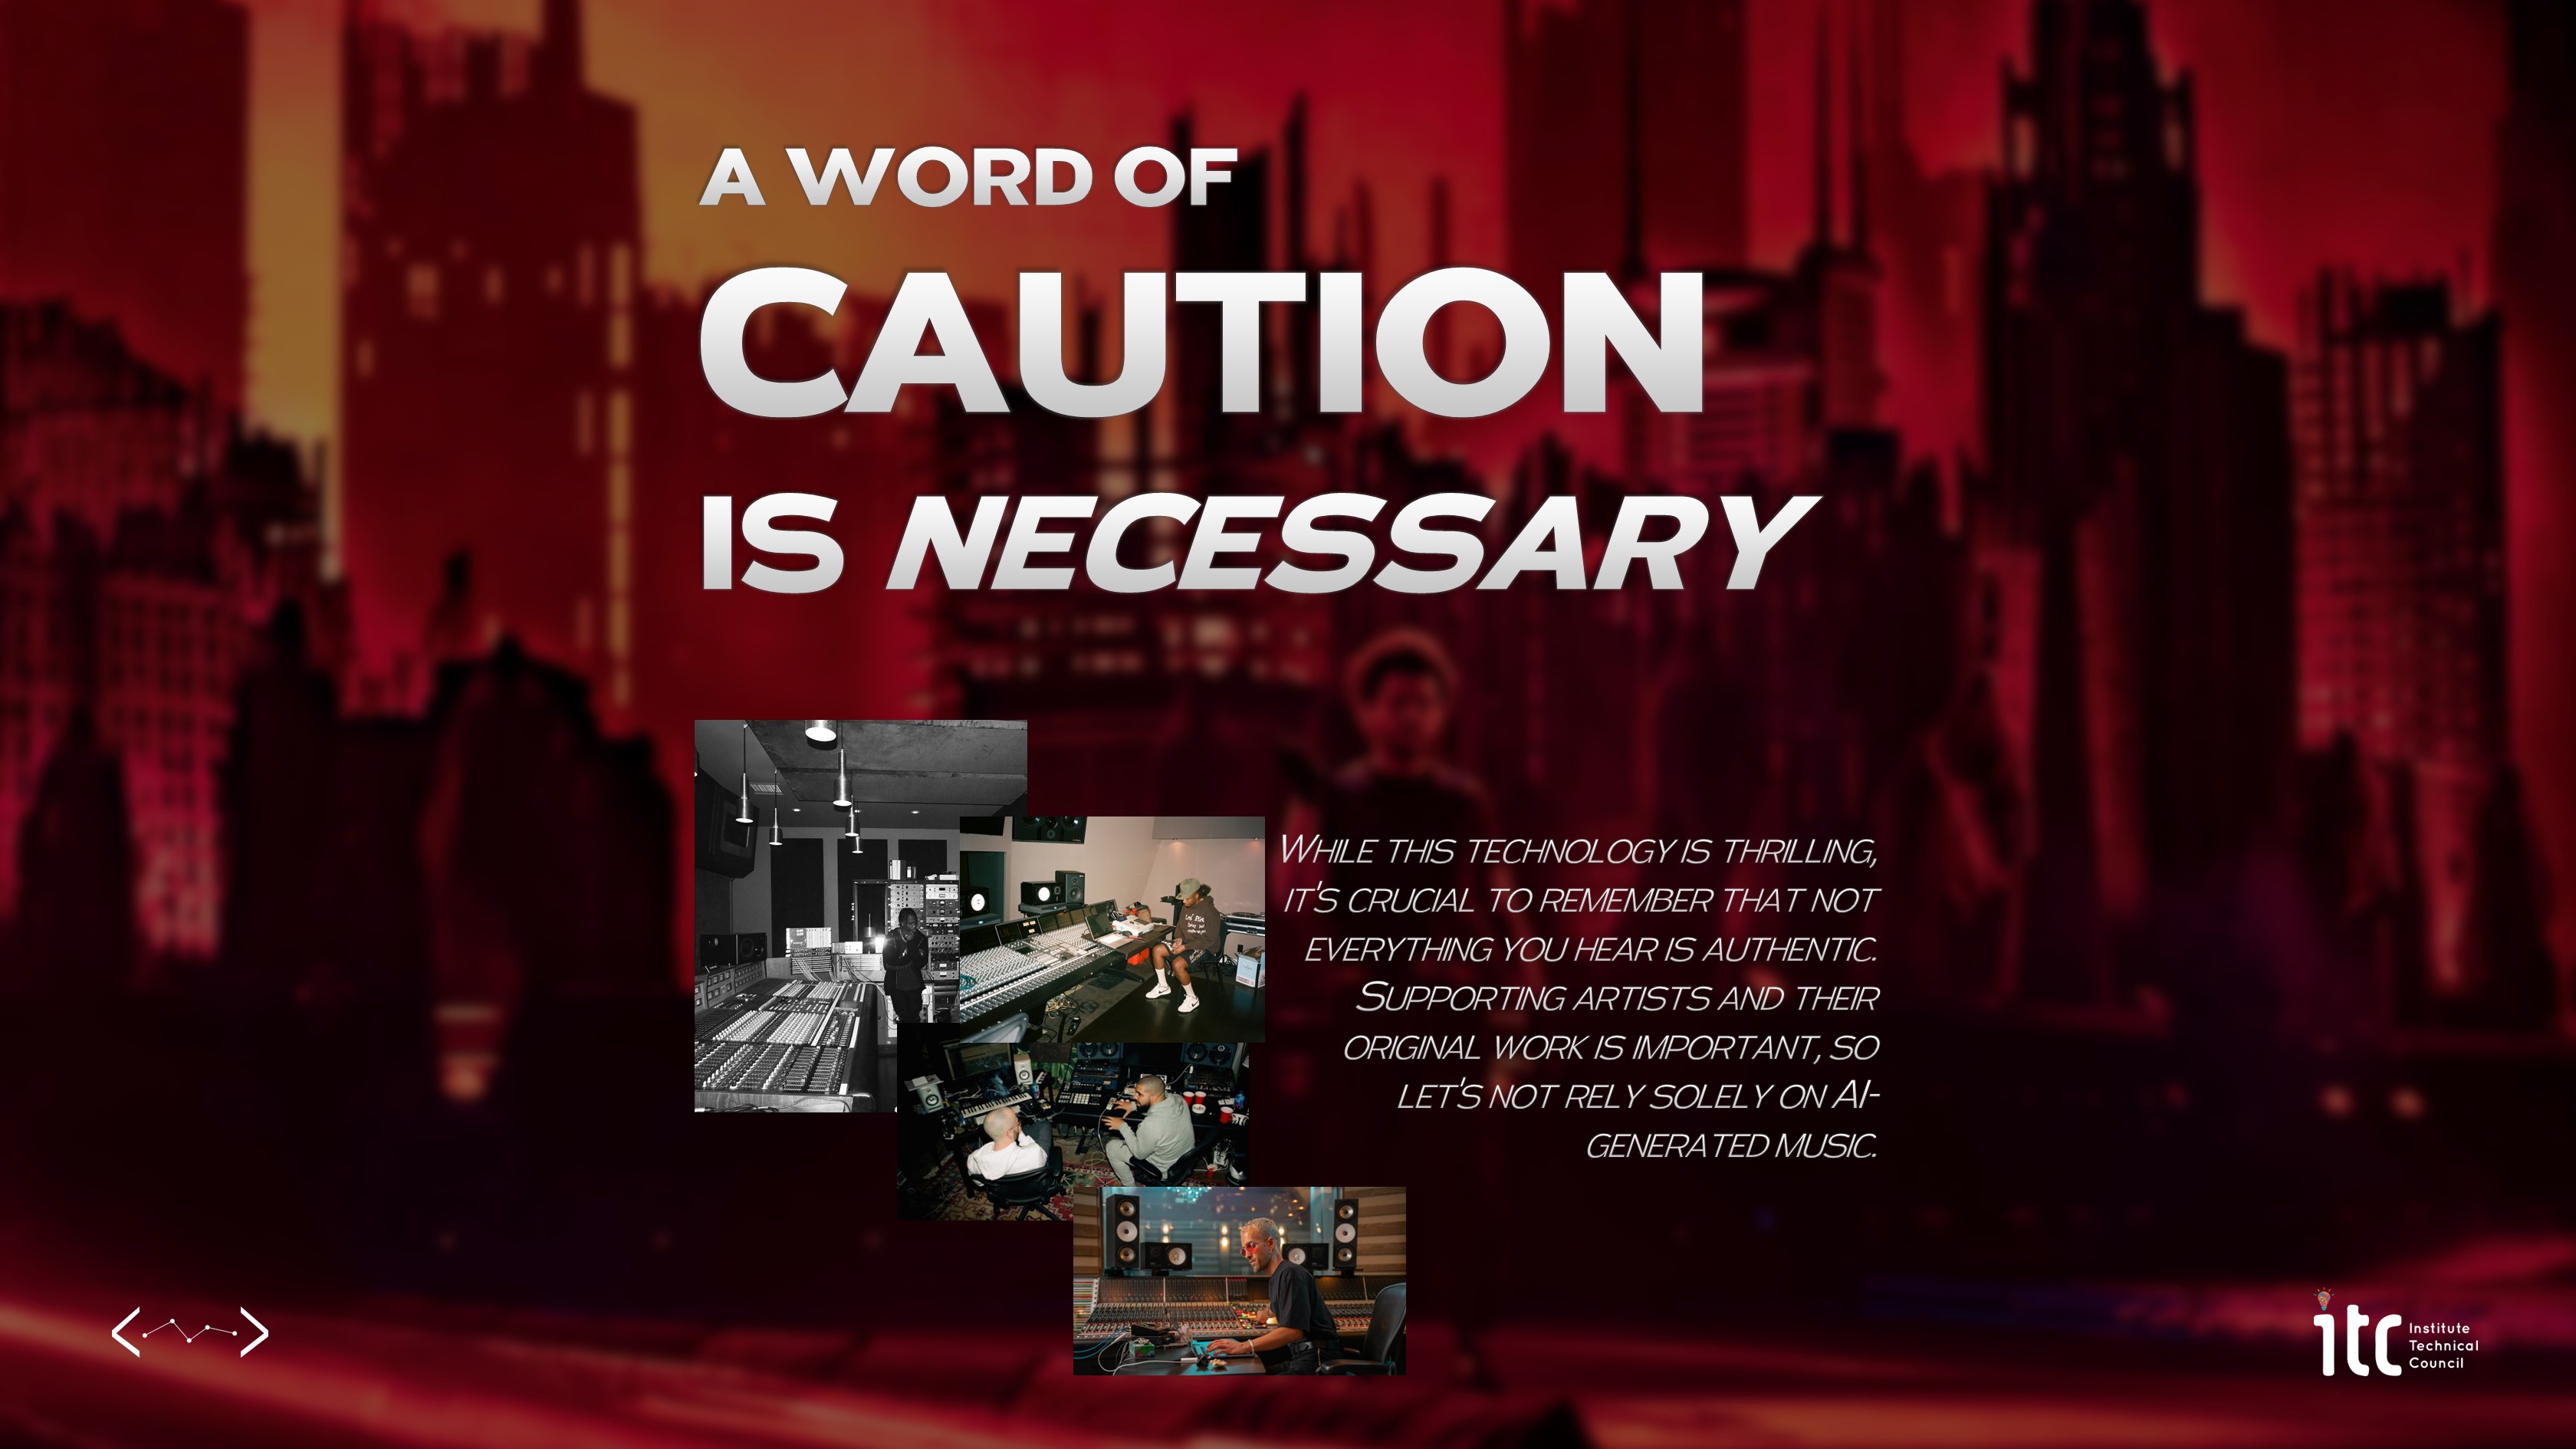 A WORD OF
CAUTION
IS NECESSARY
WHILE THIS TECHNOLOGY IS THRILLING,
IT'S CRUCIAL TO REMEMBER THAT NOT
EVERYTHING YOU HEAR IS AUTHENTIC.
SUPPORTING ARTISTS AND THEIR
ORIGINAL WORK IS IMPORTANT, SO
LET'S NOT RELY SOLELY ON AI-
GENERATED MUSIC.
itc
Institute
Technical
Council